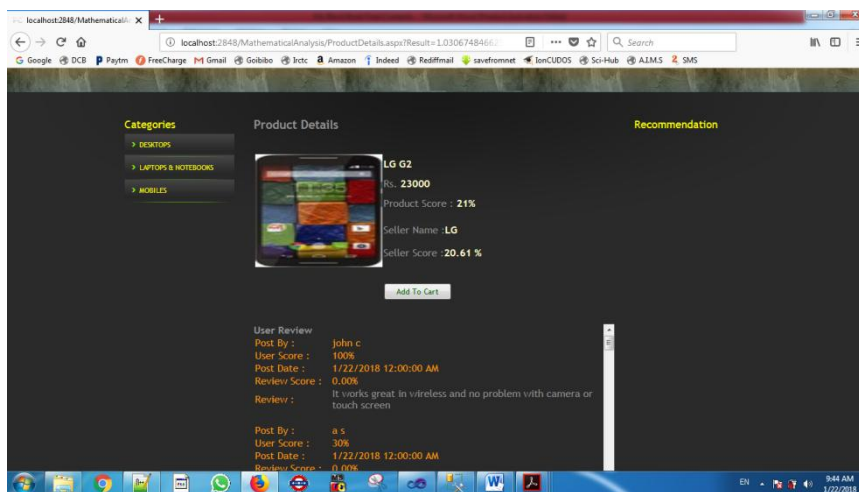 localhost:2848/Mathematical
localhost:2848/MathematicalAnalysis/ProductDetails.aspx?Result=1.0306748466
Search
Google DCB Paytm FreeCharge Gmail Goibibo Irctc Amazon Indeed Rediffmail savefromnet IonCUDOS Sci-Hub A.I.M.S SMS
Categories
DESKTOPS
LAPTOPS & NOTEBOOKS
MOBILES
Product Details
LG G2
Rs. 23000
Product Score : 21%
Seller Name :LG
Seller Score :20.61 %
Add To Cart
Recommendation
User Review
Post By : john c
User Score : 100%
Post Date : 1/22/2018 12:00:00 AM
Review Score : 0.00%
Review : It works great in wireless and no problem with camera or
touch screen
Post By : a s
User Score : 30%
Post Date : 1/22/2018 12:00:00 AM
Review Score : 0.00%
EN
9:44 AM
1/22/2018